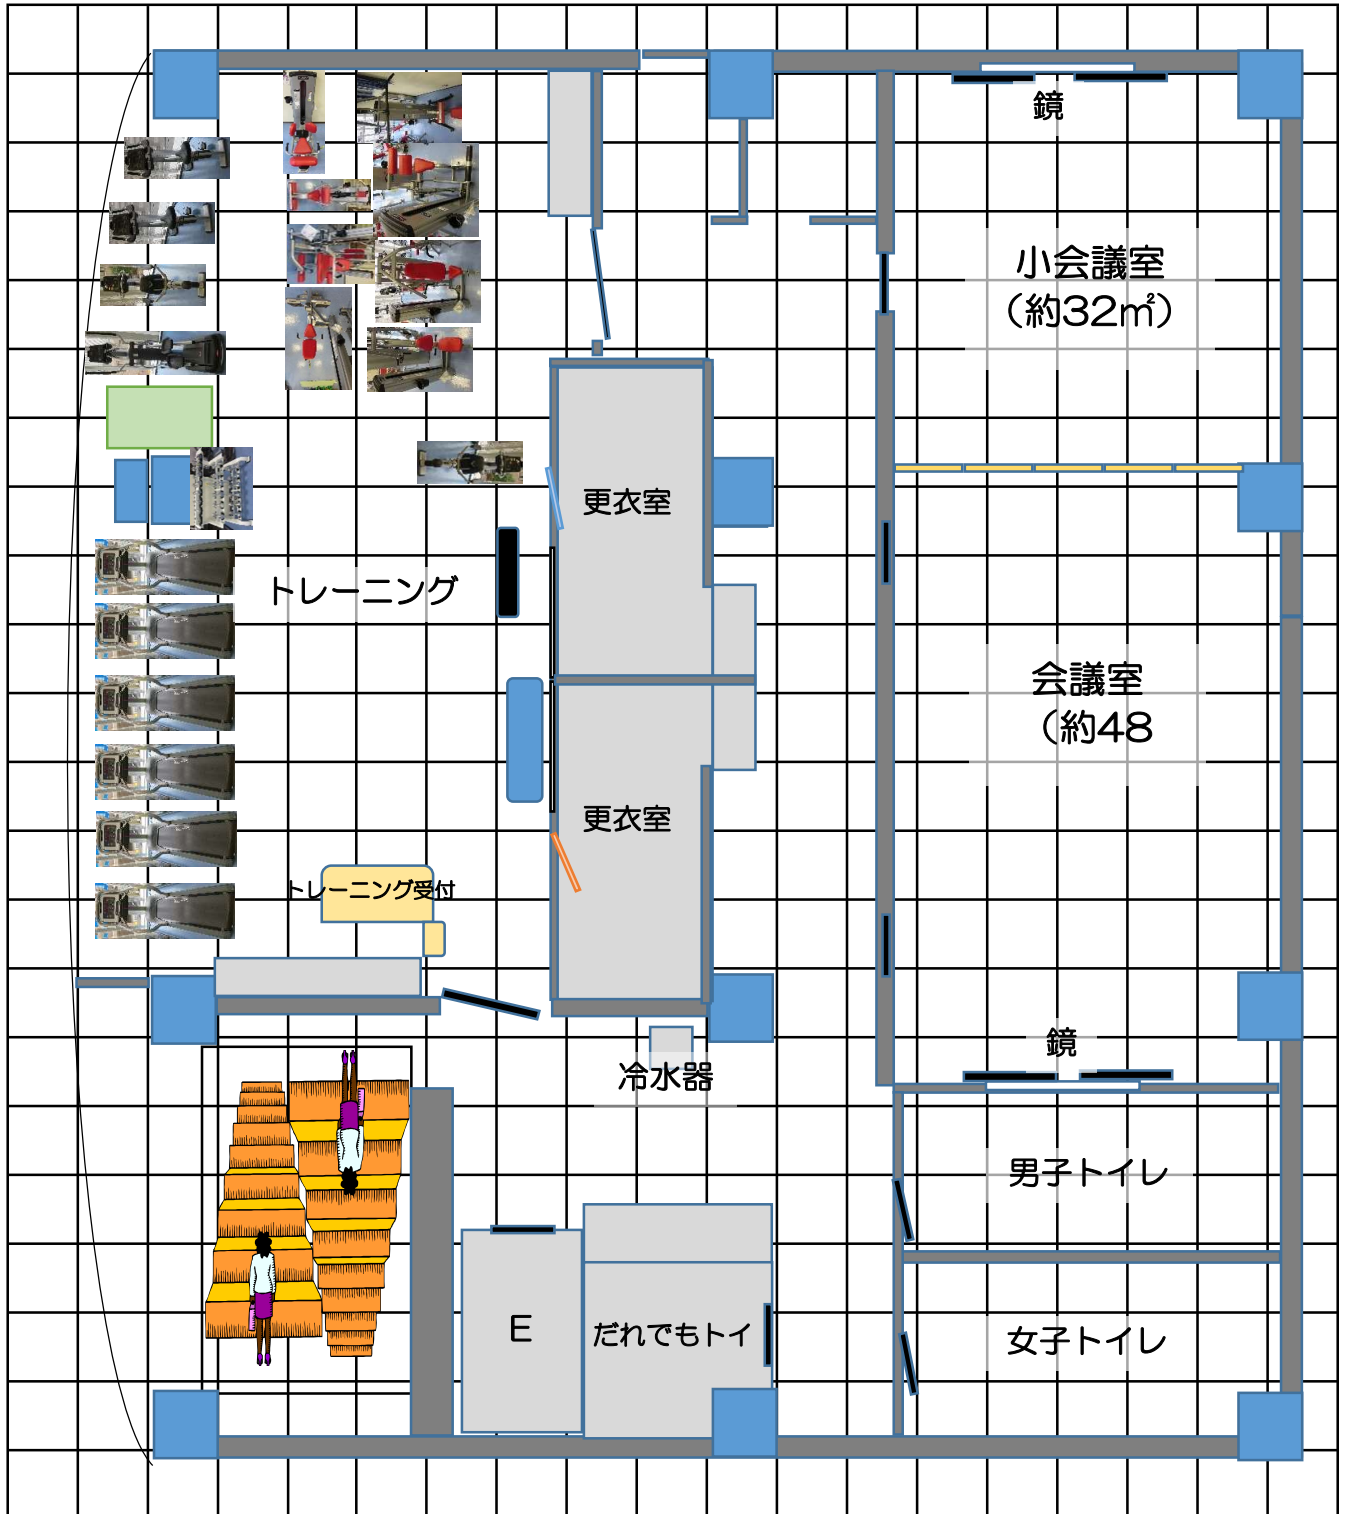 鏡
小会議室
（約32㎡）
更衣室
トレーニング
会議室
（約48
更衣室
トレーニング受付
鏡
冷水器
男子トイレ
E
だれでもトイ
女子トイレ